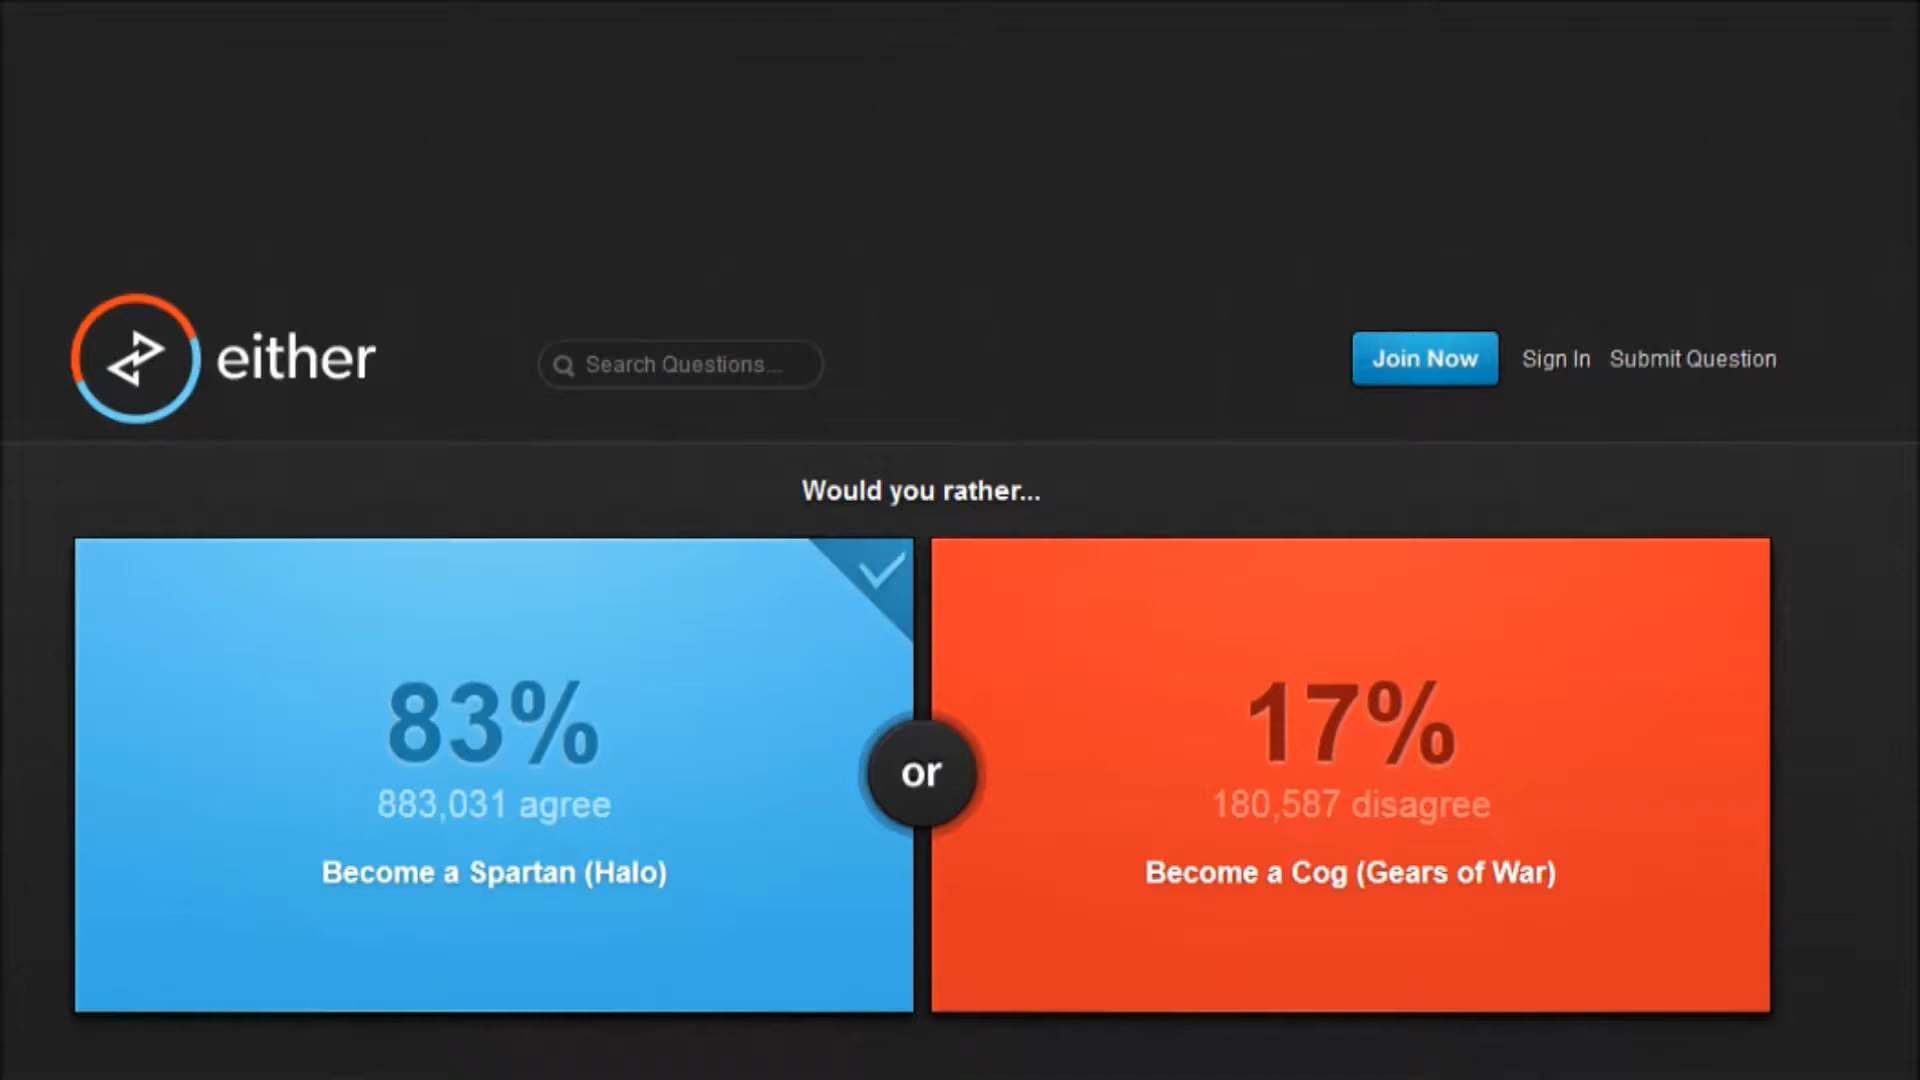 either
Search Questions...
Join Now
Sign In
Submit Question
Would you rather...
83%
883,031 agree
Become a Spartan (Halo)
or
17%
180,587 disagree
Become a Cog (Gears of War)